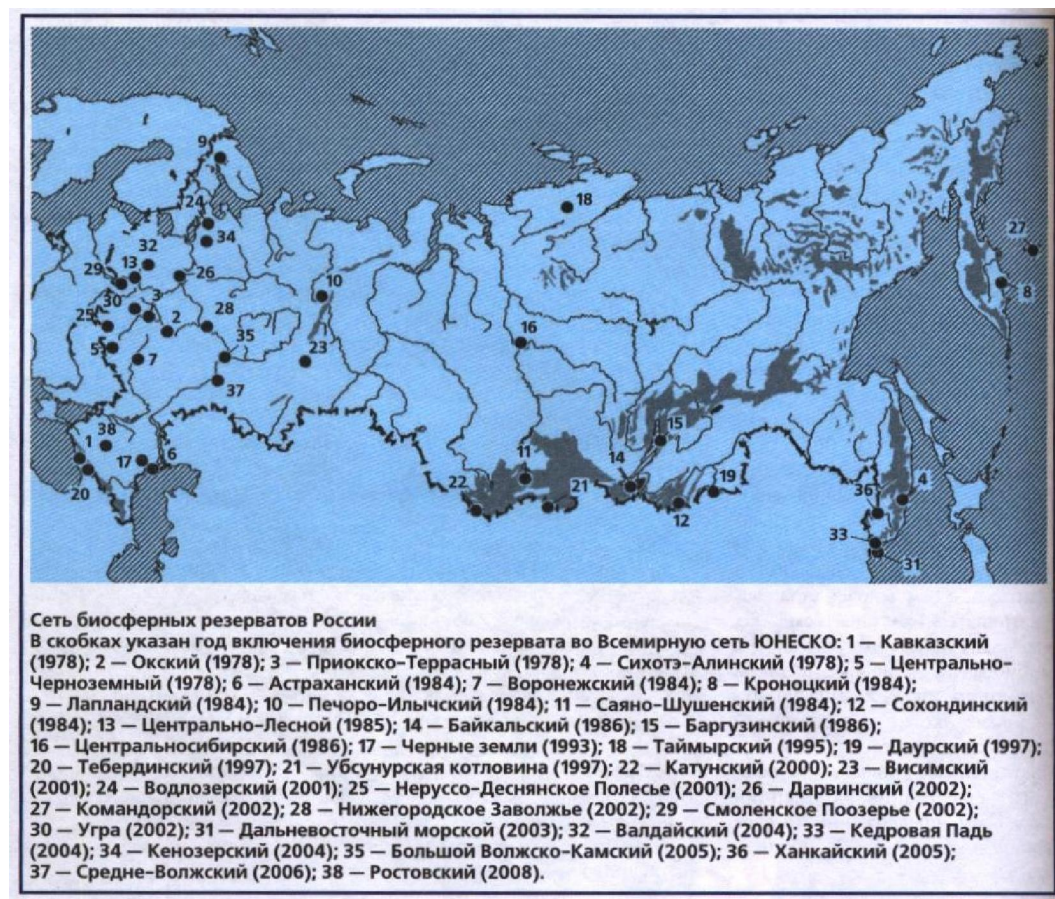 9
18
24
34
27
32
13
29
26
10
8
30
3
25
2
28
35
16
5
7
23
37
38
1
17
6
20
15
11
14
22
21
19
12
36
4
33
31
Сеть биосферных резерватов России
В скобках указан год включения биосферного резервата во Всемирную сеть ЮНЕСКО: 1 — Кавказский
(1978); 2 — Окский (1978); 3 — Приокско-Террасный (1978); 4 — Сихотэ-Алинский (1978); 5 — Центрально-
Черноземный (1978); 6 — Астраханский (1984); 7 — Воронежский (1984); 8 — Кроноцкий (1984);
9 — Лапландский (1984); 10 — Печоро-Илычский (1984); 11 — Саяно-Шушенский (1984); 12 — Сохондинский
(1984); 13 — Центрально-Лесной (1985); 14 — Байкальский (1986); 15 — Баргузинский (1986);
16 — Центральносибирский (1986); 17 — Черные земли (1993); 18 — Таймырский (1995); 19 — Даурский (1997);
20 — Тебердинский (1997); 21 — Убсунурская котловина (1997); 22 — Катунский (2000); 23 — Висимский
(2001); 24 — Водлозерский (2001); 25 — Неруссо-Деснянское Полесье (2001); 26 — Дарвинский (2002);
27 — Командорский (2002); 28 — Нижегородское Заволжье (2002); 29 — Смоленское Поозерье (2002);
30 — Угра (2002); 31 — Дальневосточный морской (2003); 32 — Валдайский (2004); 33 — Кедровая Падь
(2004); 34 — Кенозерский (2004); 35 — Большой Волжско-Камский (2005); 36 — Ханкайский (2005);
37 — Средне-Волжский (2006); 38 — Ростовский (2008).